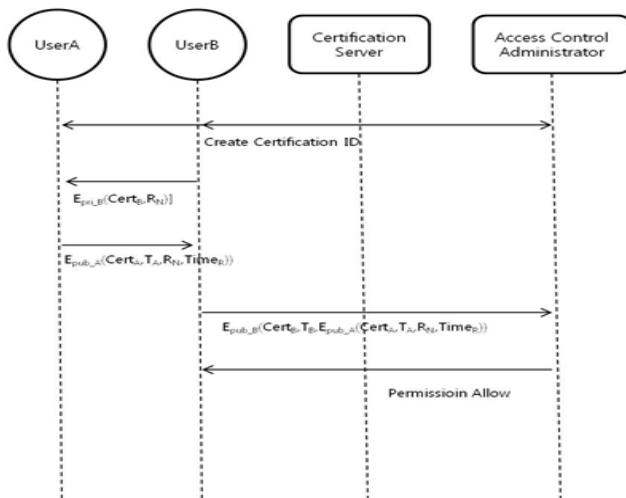 UserA
UserB
Certification
Server
Access Control
Administrator
Create Certification ID
E_pri_B(Cert_B,R_N)]
E_pub_A(Cert_A,T_A,R_N,Time_R))
E_pub_B(Cert_B,T_B,E_pub_A(Cert_A,T_A,R_N,Time_R))
Permissioin Allow